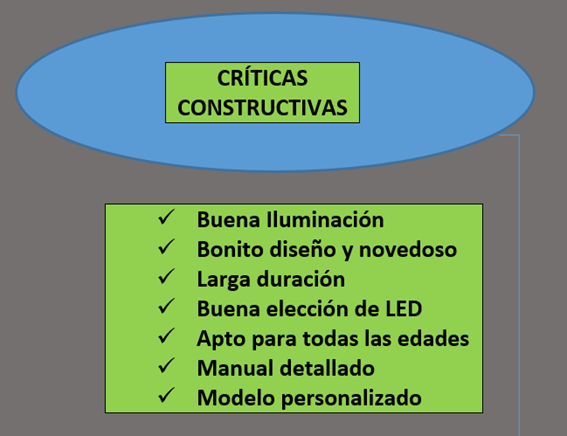 CRÍTICAS
CONSTRUCTIVAS
✓ Buena Iluminación
✓ Bonito diseño y novedoso
✓ Larga duración
✓ Buena elección de LED
✓ Apto para todas las edades
✓ Manual detallado
✓ Modelo personalizado